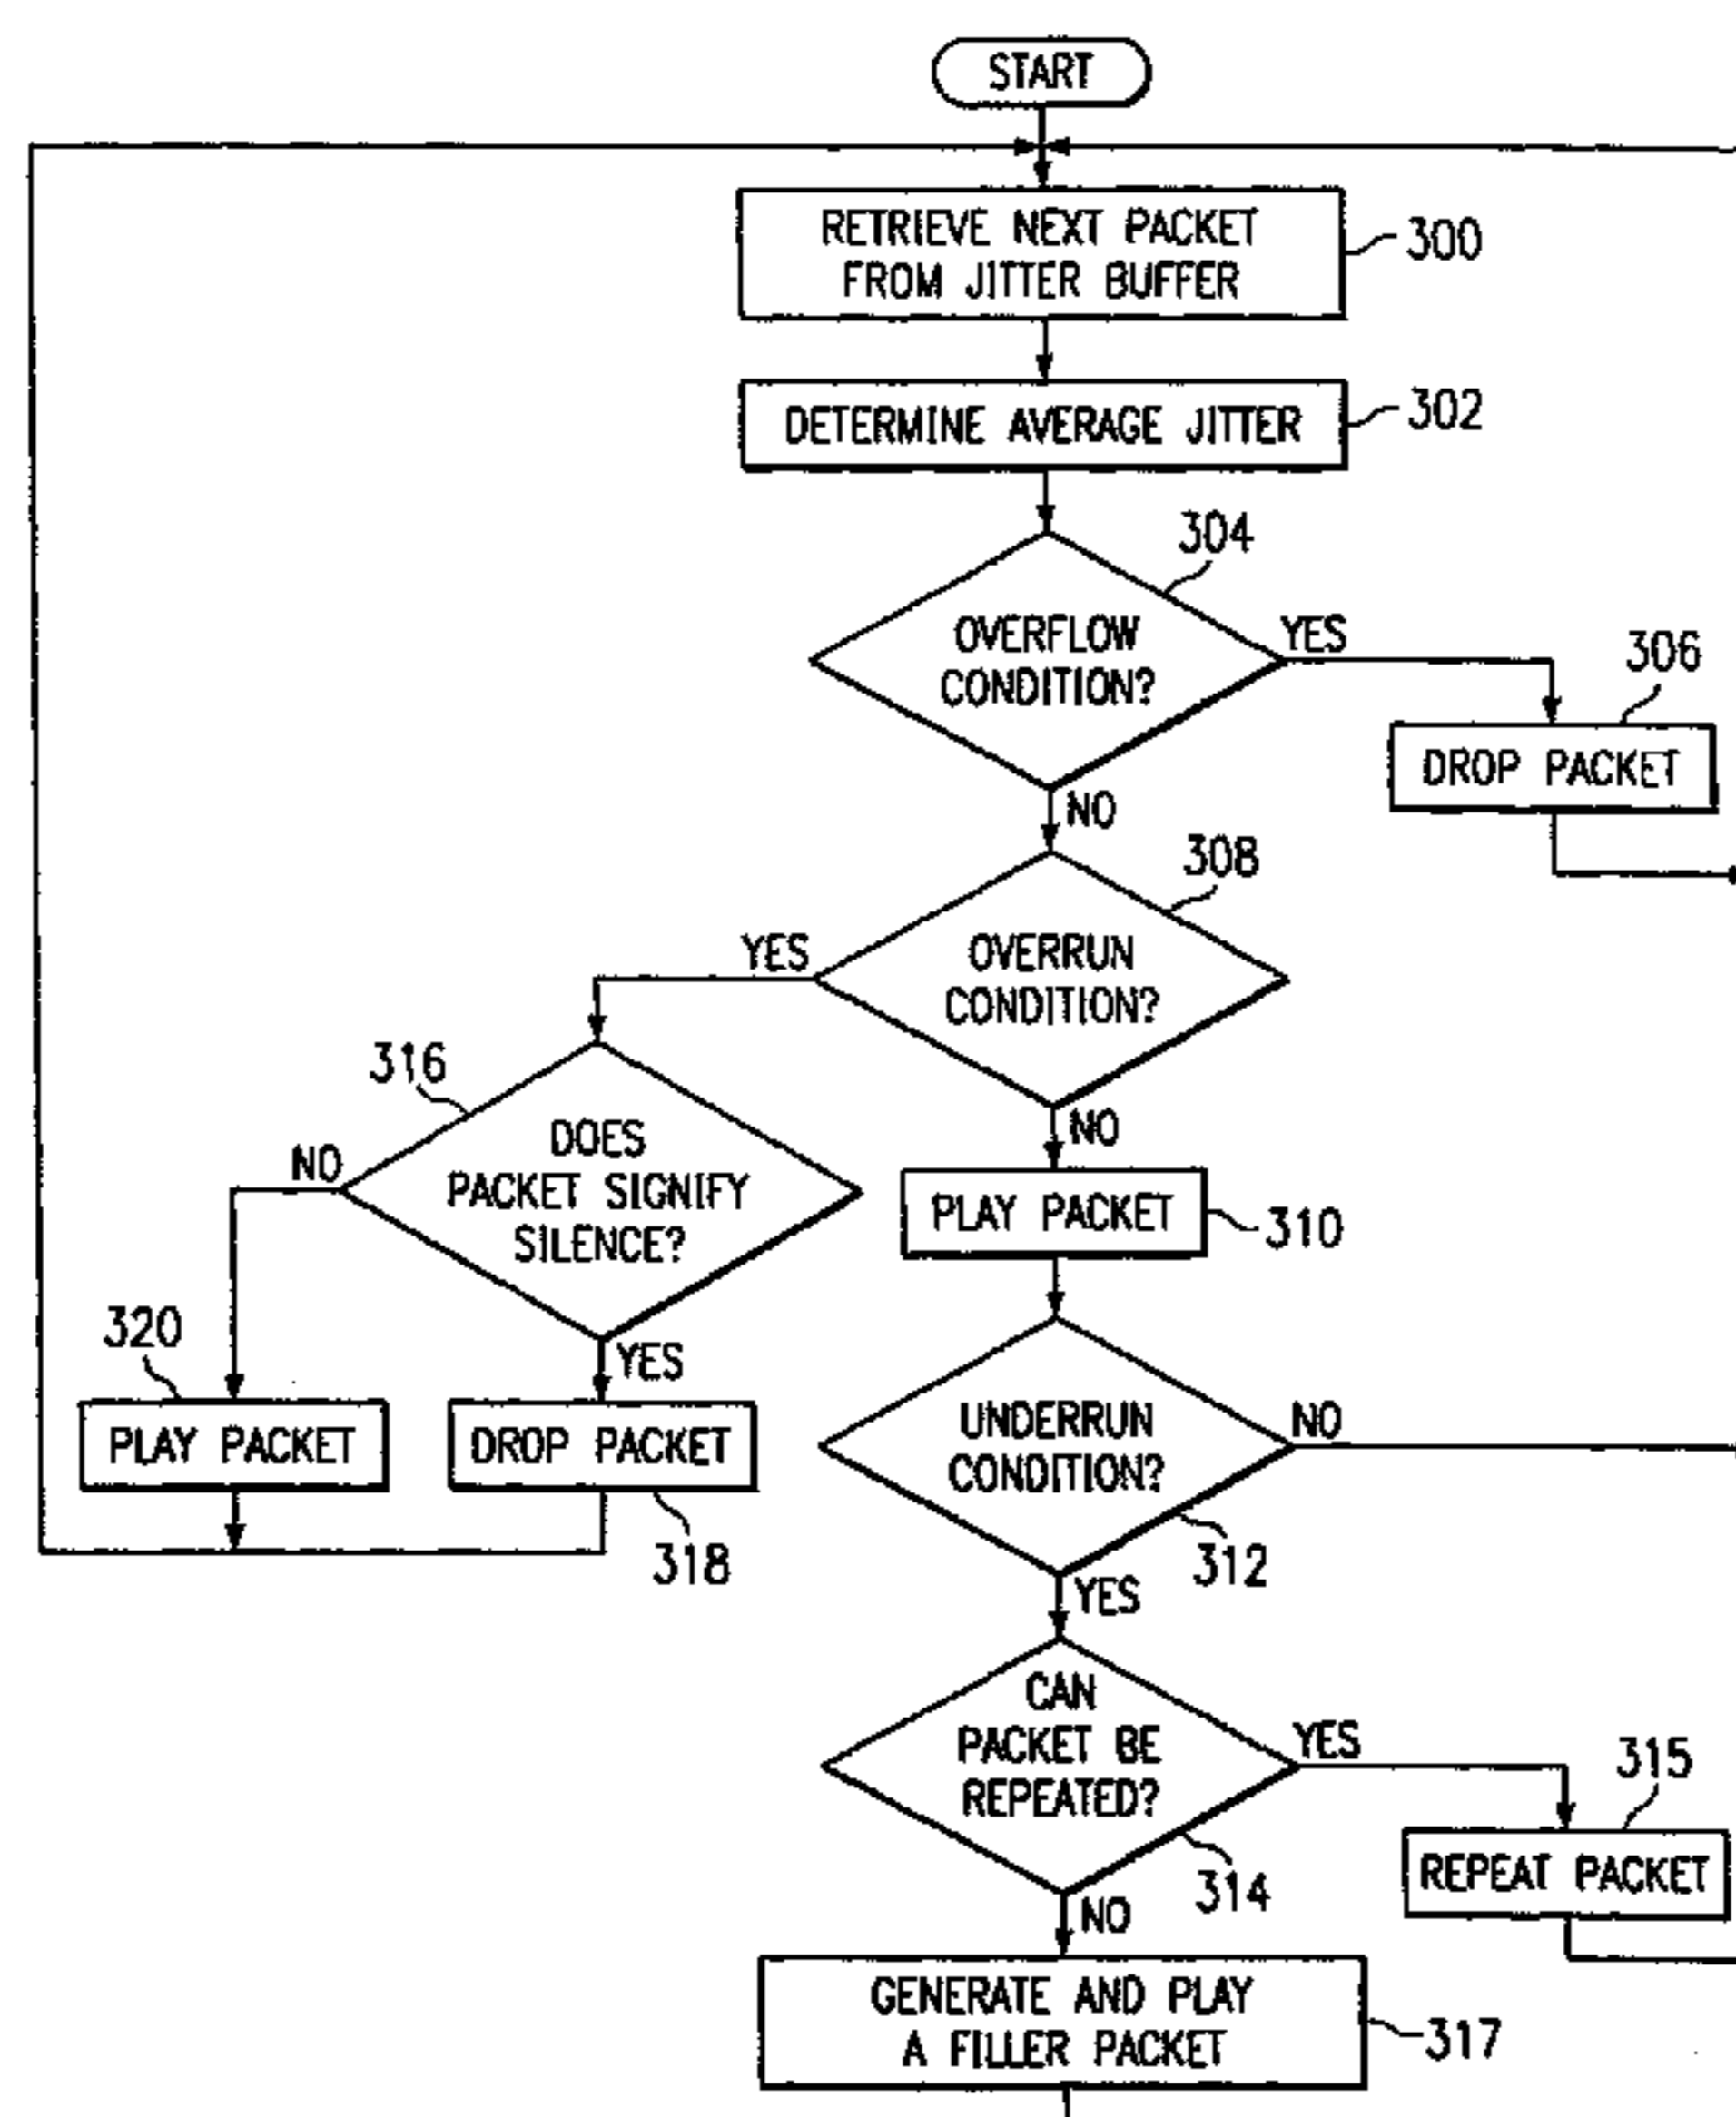 START
RETRIEVE NEXT PACKET
FROM JITTER BUFFER
300
DETERMINE AVERAGE JITTER
302
304
OVERFLOW
CONDITION?
YES
306
DROP PACKET
NO
308
OVERRUN
CONDITION?
YES
316
DOES
PACKET SIGNIFY
SILENCE?
NO
NO
PLAY PACKET
310
320
YES
PLAY PACKET
DROP PACKET
318
UNDERRUN
CONDITION?
NO
312
YES
CAN
PACKET BE
REPEATED?
YES
315
REPEAT PACKET
314
NO
GENERATE AND PLAY
A FILLER PACKET
317